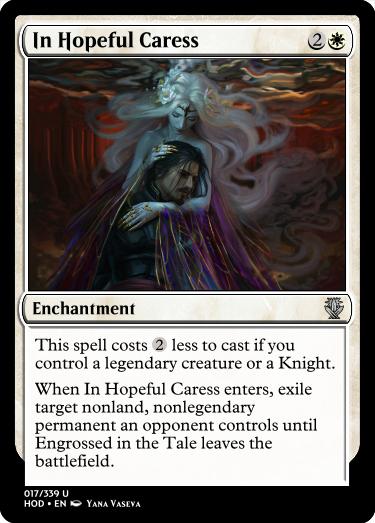 In Hopeful Caress 2
Enchantment
This spell costs 2 less to cast if you
control a legendary creature or a Knight.
When In Hopeful Caress enters, exile
target nonland, nonlegendary
permanent an opponent controls until
Engrossed in the Tale leaves the
battlefield.
017/339 U
HOD • EN Yana Vaseva